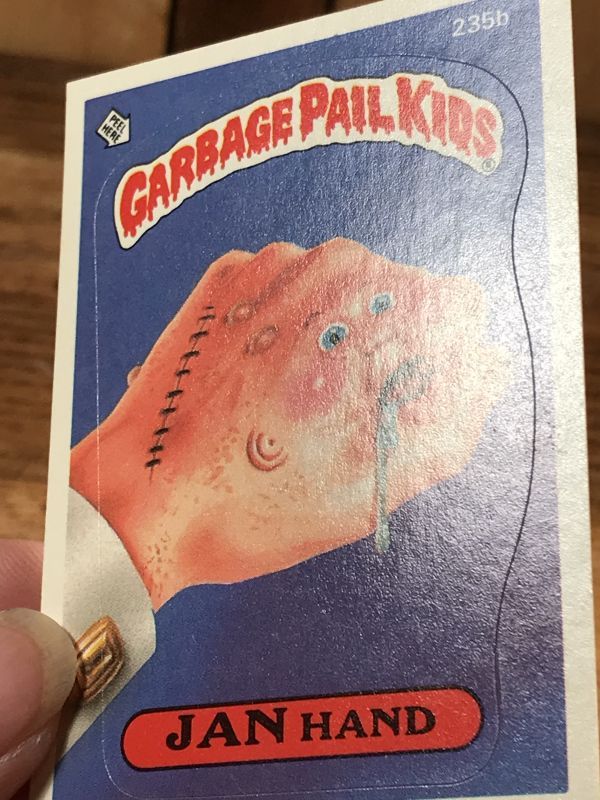 235b
PEEL
HERE
GARBAGE PAIL KIDS
®
JAN HAND